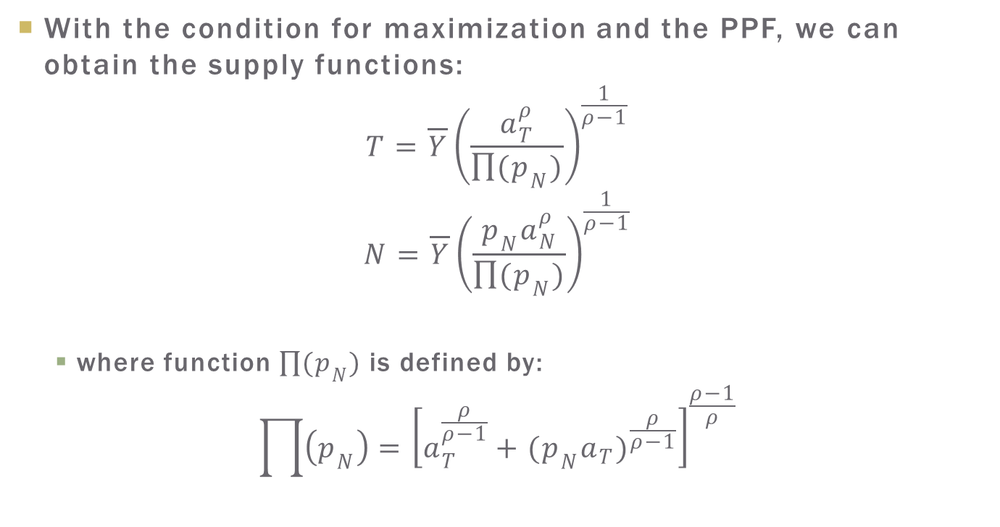 ▪ With the condition for maximization and the PPF, we can
obtain the supply functions:
$T = \overline{Y}\left(\frac{a_T^{\rho}}{\prod(p_N)}\right)^{\frac{1}{\rho-1}}$
$N = \overline{Y}\left(\frac{p_N a_N^{\rho}}{\prod(p_N)}\right)^{\frac{1}{\rho-1}}$
▪ where function $\prod(p_N)$ is defined by:
$\prod(p_N) = \left[a_T^{\frac{\rho}{\rho-1}} + (p_N a_T)^{\frac{\rho}{\rho-1}}\right]^{\frac{\rho-1}{\rho}}$